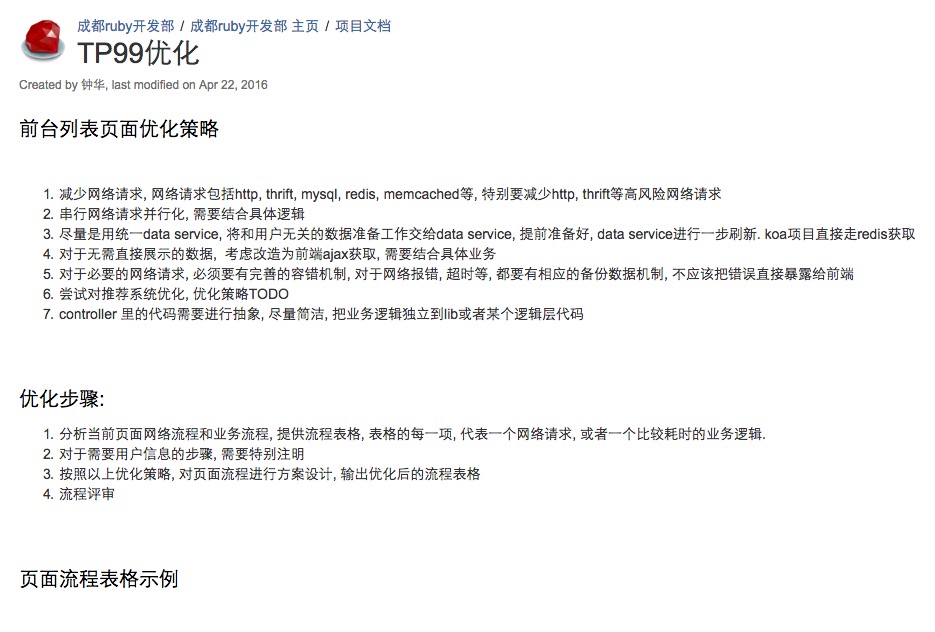 成都ruby开发部 / 成都ruby开发部 主页 / 项目文档
TP99优化
Created by 钟华, last modified on Apr 22, 2016
前台列表页面优化策略
1. 减少网络请求, 网络请求包括http, thrift, mysql, redis, memcached等, 特别要减少http, thrift等高风险网络请求
2. 串行网络请求并行化, 需要结合具体逻辑
3. 尽量是用统一data service, 将和用户无关的数据准备工作交给data service, 提前准备好, data service进行一步刷新. koa项目直接走redis获取
4. 对于无需直接展示的数据, 考虑改造为前端ajax获取, 需要结合具体业务
5. 对于必要的网络请求, 必须要有完善的容错机制, 对于网络报错, 超时等, 都要有相应的备份数据机制, 不应该把错误直接暴露给前端
6. 尝试对推荐系统优化, 优化策略TODO
7. controller 里的代码需要进行抽象, 尽量简洁, 把业务逻辑独立到lib或者某个逻辑层代码
优化步骤:
1. 分析当前页面网络流程和业务流程, 提供流程表格, 表格的每一项, 代表一个网络请求, 或者一个比较耗时的业务逻辑.
2. 对于需要用户信息的步骤, 需要特别注明
3. 按照以上优化策略, 对页面流程进行方案设计, 输出优化后的流程表格
4. 流程评审
页面流程表格示例